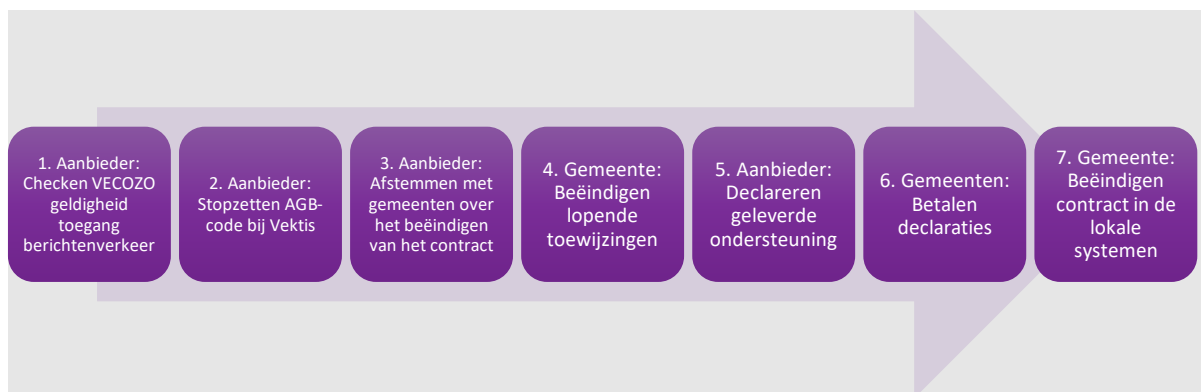 1. Aanbieder:
Checken VECOZO
geldigheid
toegang
berichtenverkeer
2. Aanbieder:
Stopzetten AGB-
code bij Vektis
3. Aanbieder:
Afstemmen met
gemeenten over
het beëindigen
van het contract
4. Gemeente:
Beëindigen
lopende
toewijzingen
5. Aanbieder:
Declareren
geleverde
ondersteuning
6. Gemeenten:
Betalen
declaraties
7. Gemeente:
Beëindigen
contract in de
lokale
systemen